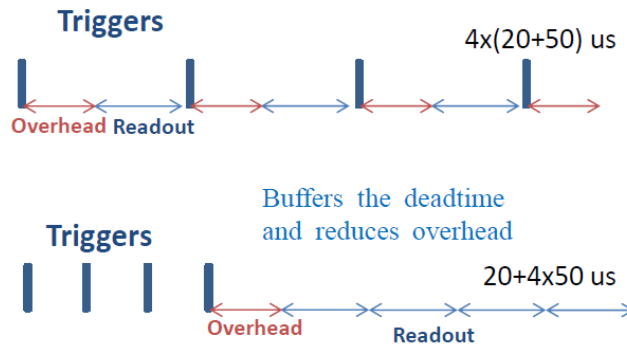 Triggers
4x(20+50) us
Overhead Readout
Buffers the deadtime
and reduces overhead
Triggers
20+4x50 us
Overhead
Readout